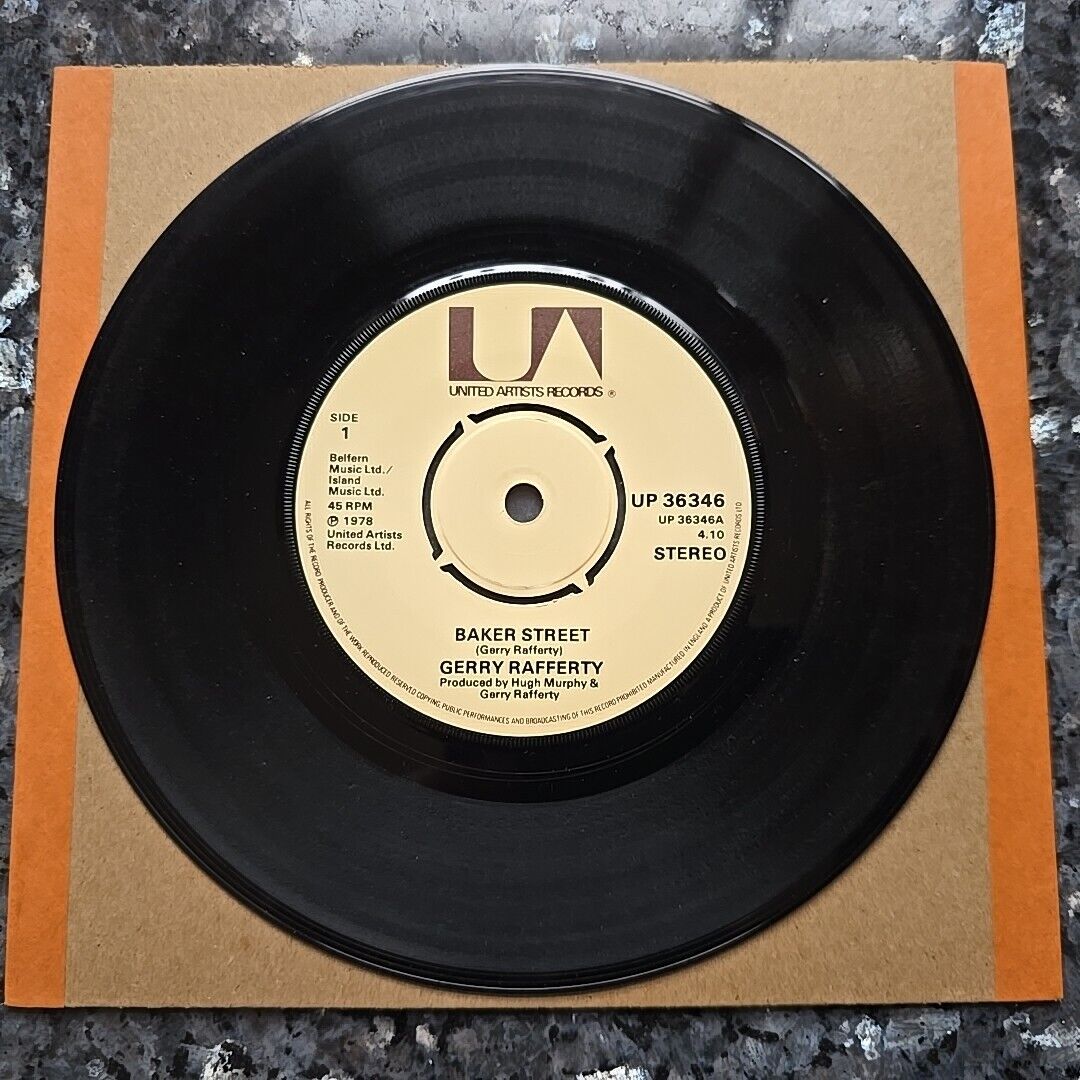 UA
UNITED ARTISTS RECORDS ®
SIDE
1
Belfern
Music Ltd./
Island
Music Ltd.
45 RPM
Ⓟ 1978
United Artists
Records Ltd.
UP 36346
UP 36346A
4.10
STEREO
BAKER STREET
(Gerry Rafferty)
GERRY RAFFERTY
Produced by Hugh Murphy &
Gerry Rafferty
ALL RIGHTS OF THE RECORD PRODUCER AND OF THE WORK REPRODUCED RESERVED COPYING, PUBLIC PERFORMANCES AND BROADCASTING OF THIS RECORD PROHIBITED MANUFACTURED IN ENGLAND A PRODUCT OF UNITED ARTISTS RECORDS LTD